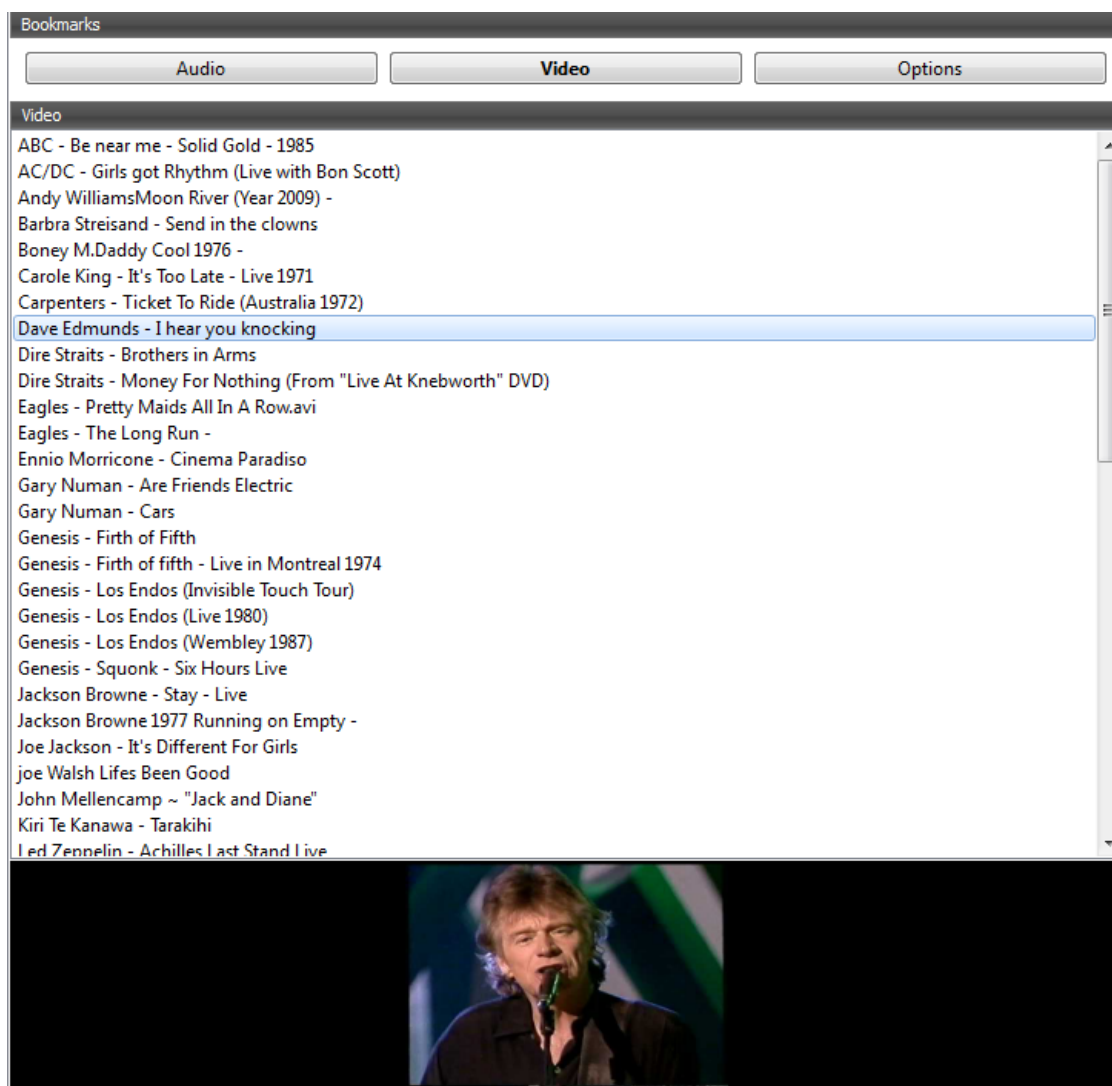 Bookmarks
Audio Video Options
Video
ABC - Be near me - Solid Gold - 1985
AC/DC - Girls got Rhythm (Live with Bon Scott)
Andy WilliamsMoon River (Year 2009) -
Barbra Streisand - Send in the clowns
Boney M.Daddy Cool 1976 -
Carole King - It's Too Late - Live 1971
Carpenters - Ticket To Ride (Australia 1972)
Dave Edmunds - I hear you knocking
Dire Straits - Brothers in Arms
Dire Straits - Money For Nothing (From "Live At Knebworth" DVD)
Eagles - Pretty Maids All In A Row.avi
Eagles - The Long Run -
Ennio Morricone - Cinema Paradiso
Gary Numan - Are Friends Electric
Gary Numan - Cars
Genesis - Firth of Fifth
Genesis - Firth of fifth - Live in Montreal 1974
Genesis - Los Endos (Invisible Touch Tour)
Genesis - Los Endos (Live 1980)
Genesis - Los Endos (Wembley 1987)
Genesis - Squonk - Six Hours Live
Jackson Browne - Stay - Live
Jackson Browne 1977 Running on Empty -
Joe Jackson - It's Different For Girls
joe Walsh Lifes Been Good
John Mellencamp ~ "Jack and Diane"
Kiri Te Kanawa - Tarakihi
Led Zeppelin - Achilles Last Stand Live